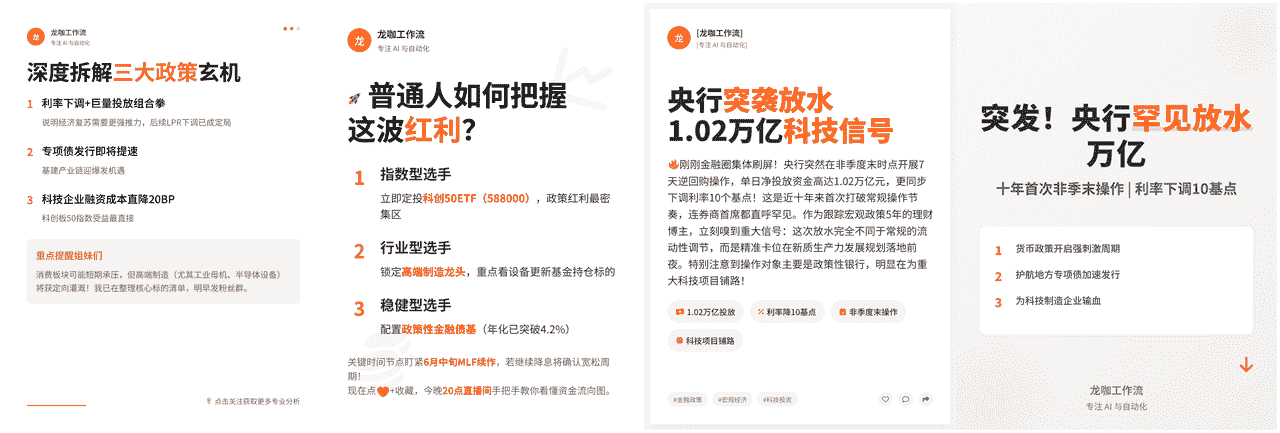 龙
龙咖工作流
专注 AI 与自动化
深度拆解三大政策玄机
1 利率下调+巨量投放组合拳
说明经济复苏需要更强推力，后续LPR下调已成定局
2 专项债发行即将提速
基建产业链迎爆发机遇
3 科技企业融资成本直降20BP
科创板50指数受益最直接
重点提醒姐妹们
消费板块可能短期承压，但高端制造（尤其工业母机、半导体设备）
将获定向灌溉！我已在整理核心标的清单，明早发粉丝群。
点击关注获取更多专业分析
龙
龙咖工作流
专注 AI 与自动化
普通人如何把握
这波红利？
1 指数型选手
立即定投科创50ETF（588000），政策红利最密
集区
2 行业型选手
锁定高端制造龙头，重点看设备更新基金持仓标的
3 稳健型选手
配置政策性金融债基（年化已突破4.2%）
关键时间节点盯紧6月中旬MLF续作，若继续降息将确认宽松周
期！
现在点❤+收藏，今晚20点直播间手把手教你看懂资金流向图。
龙
[龙咖工作流]
[专注 AI 与自动化]
央行突袭放水
1.02万亿科技信号
🔥刚刚金融圈集体刷屏！央行突然在非季度末时点开展7
天逆回购操作，单日净投放资金高达1.02万亿元，更同步
下调利率10个基点！这是近十年来首次打破常规操作节
奏，连券商首席都直呼罕见。作为跟踪宏观政策5年的理财
博主，立刻嗅到重大信号：这次放水完全不同于常规的流
动性调节，而是精准卡位在新质生产力发展规划落地前
夜。特别注意到操作对象主要是政策性银行，明显在为重
大科技项目铺路！
1.02万亿投放
利率降10基点
非季度末操作
科技项目铺路
#金融政策
#宏观经济
#科技投资
突发！央行罕见放水
万亿
十年首次非季末操作 | 利率下调10基点
1 货币政策开启强刺激周期
2 护航地方专项债加速发行
3 为科技制造企业输血
龙咖工作流
专注 AI 与自动化